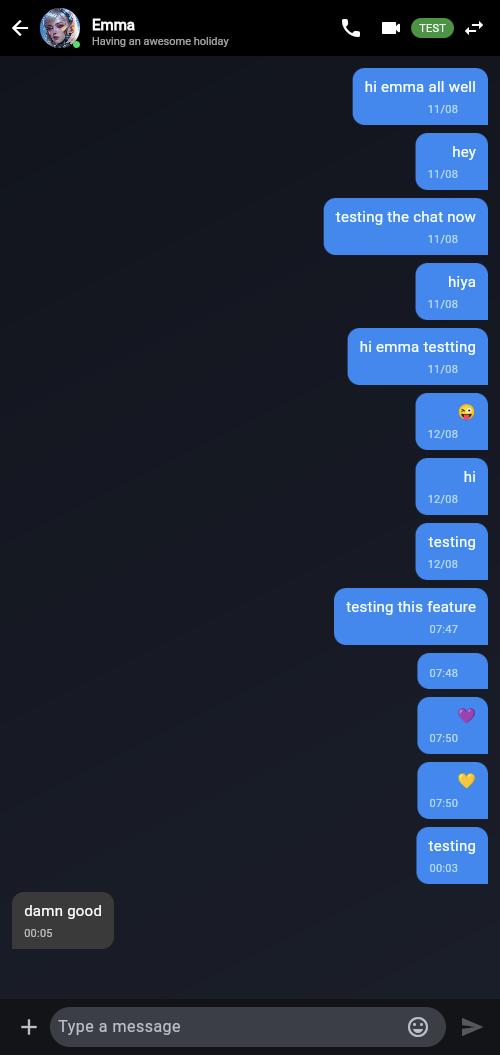 Emma
Having an awesome holiday
TEST
hi emma all well
11/08
hey
11/08
testing the chat now
11/08
hiya
11/08
hi emma testting
11/08
😜
12/08
hi
12/08
testing
12/08
testing this feature
07:47
07:48
💜
07:50
💛
07:50
testing
00:03
damn good
00:05
Type a message